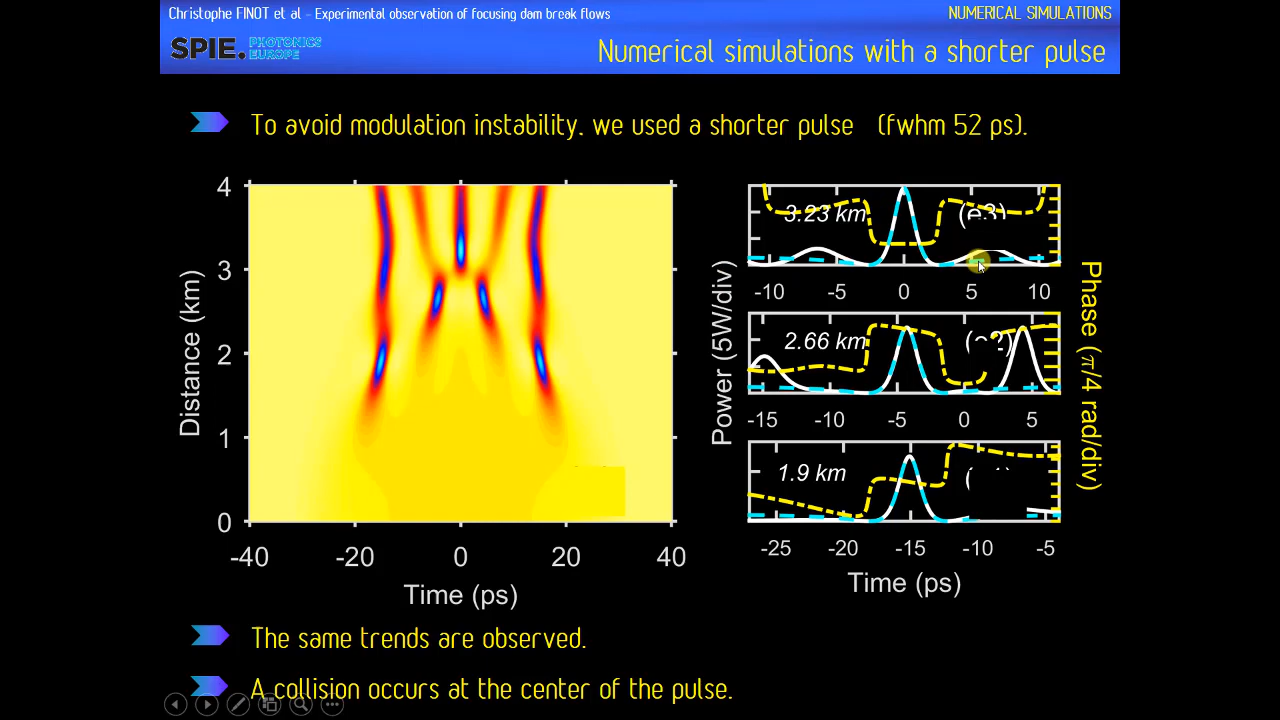 Christophe FINOT et al – Experimental observation of focusing dam break flows
NUMERICAL SIMULATIONS
SPIE. PHOTONICS EUROPE
Numerical simulations with a shorter pulse
To avoid modulation instability, we used a shorter pulse (fwhm 52 ps).
Distance (km)
4
3
2
1
0
-40 -20 0 20 40
Time (ps)
Power (5W/div)
3.23 km (e3)
-10 -5 0 5 10
2.66 km
-15 -10 -5 0 5
1.9 km
-25 -20 -15 -10 -5
Time (ps)
Phase (π/4 rad/div)
The same trends are observed.
A collision occurs at the center of the pulse.